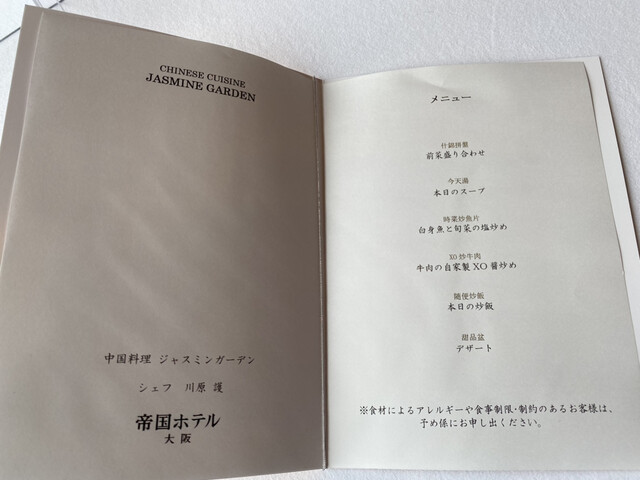 CHINESE CUISINE
JASMINE GARDEN
中国料理 ジャスミンガーデン
シェフ 川原 護
帝国ホテル
大阪
メニュー
什錦拼盤
前菜盛り合わせ
今天湯
本日のスープ
時菜炒魚片
白身魚と旬菜の塩炒め
XO炒牛肉
牛肉の自家製XO醤炒め
随便炒飯
本日の炒飯
甜品盆
デザート
※食材によるアレルギーや食事制限･制約のあるお客様は、
予め係にお申し出ください。